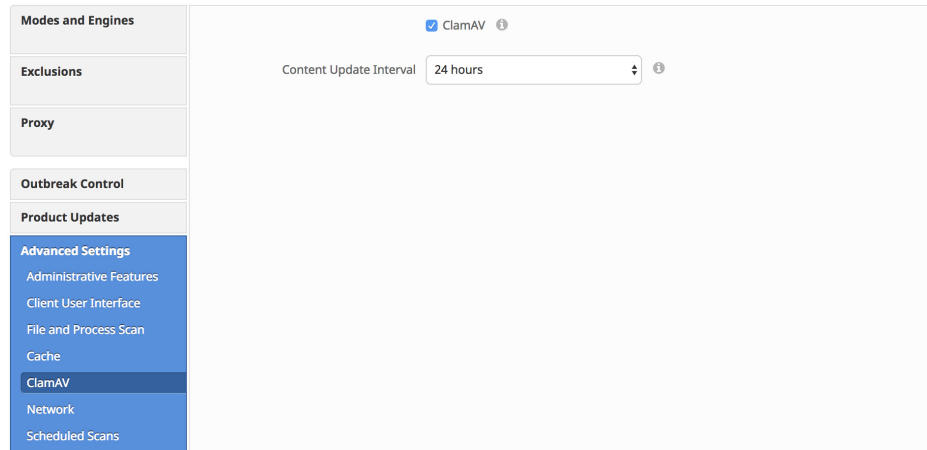 Modes and Engines
Exclusions
Proxy
Outbreak Control
Product Updates
Advanced Settings
Administrative Features
Client User Interface
File and Process Scan
Cache
ClamAV
Network
Scheduled Scans
ClamAV
Content Update Interval 24 hours